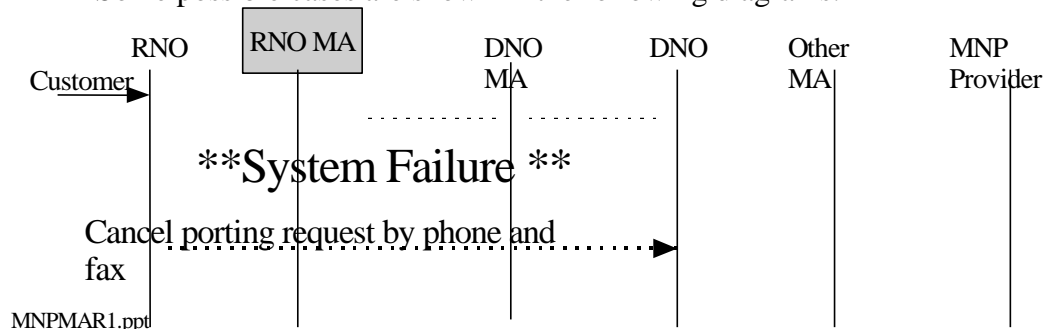 RNO
RNO MA
DNO
MA
DNO
Other
MA
MNP
Provider
Customer
**System Failure **
Cancel porting request by phone and
fax
MNPMAR1.ppt